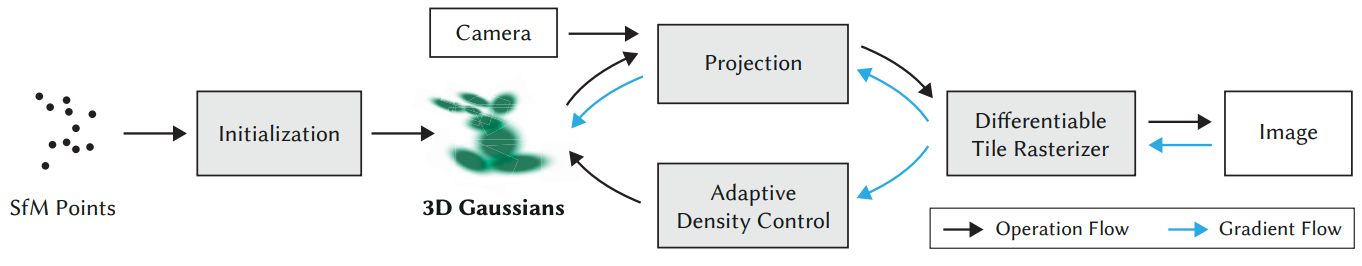 Camera
Projection
Initialization
Differentiable
Tile Rasterizer
Image
SfM Points
3D Gaussians
Adaptive
Density Control
Operation Flow
Gradient Flow